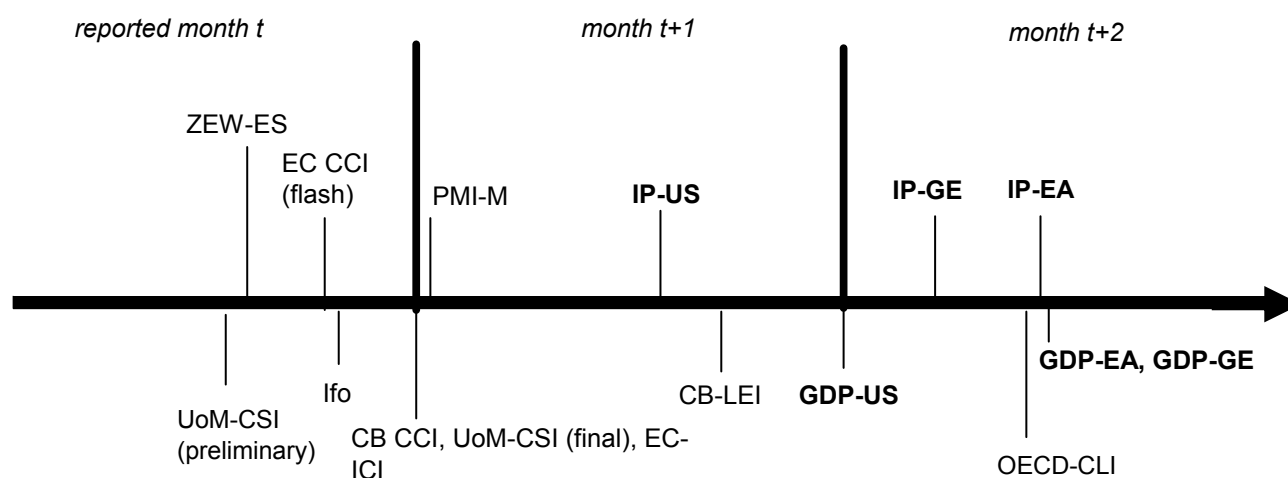 reported month t
month t+1
month t+2
ZEW-ES
EC CCI
(flash)
PMI-M
IP-US
IP-GE
IP-EA
UoM-CSI
(preliminary)
Ifo
CB CCI, UoM-CSI (final), EC-
ICI
CB-LEI
GDP-US
GDP-EA, GDP-GE
OECD-CLI